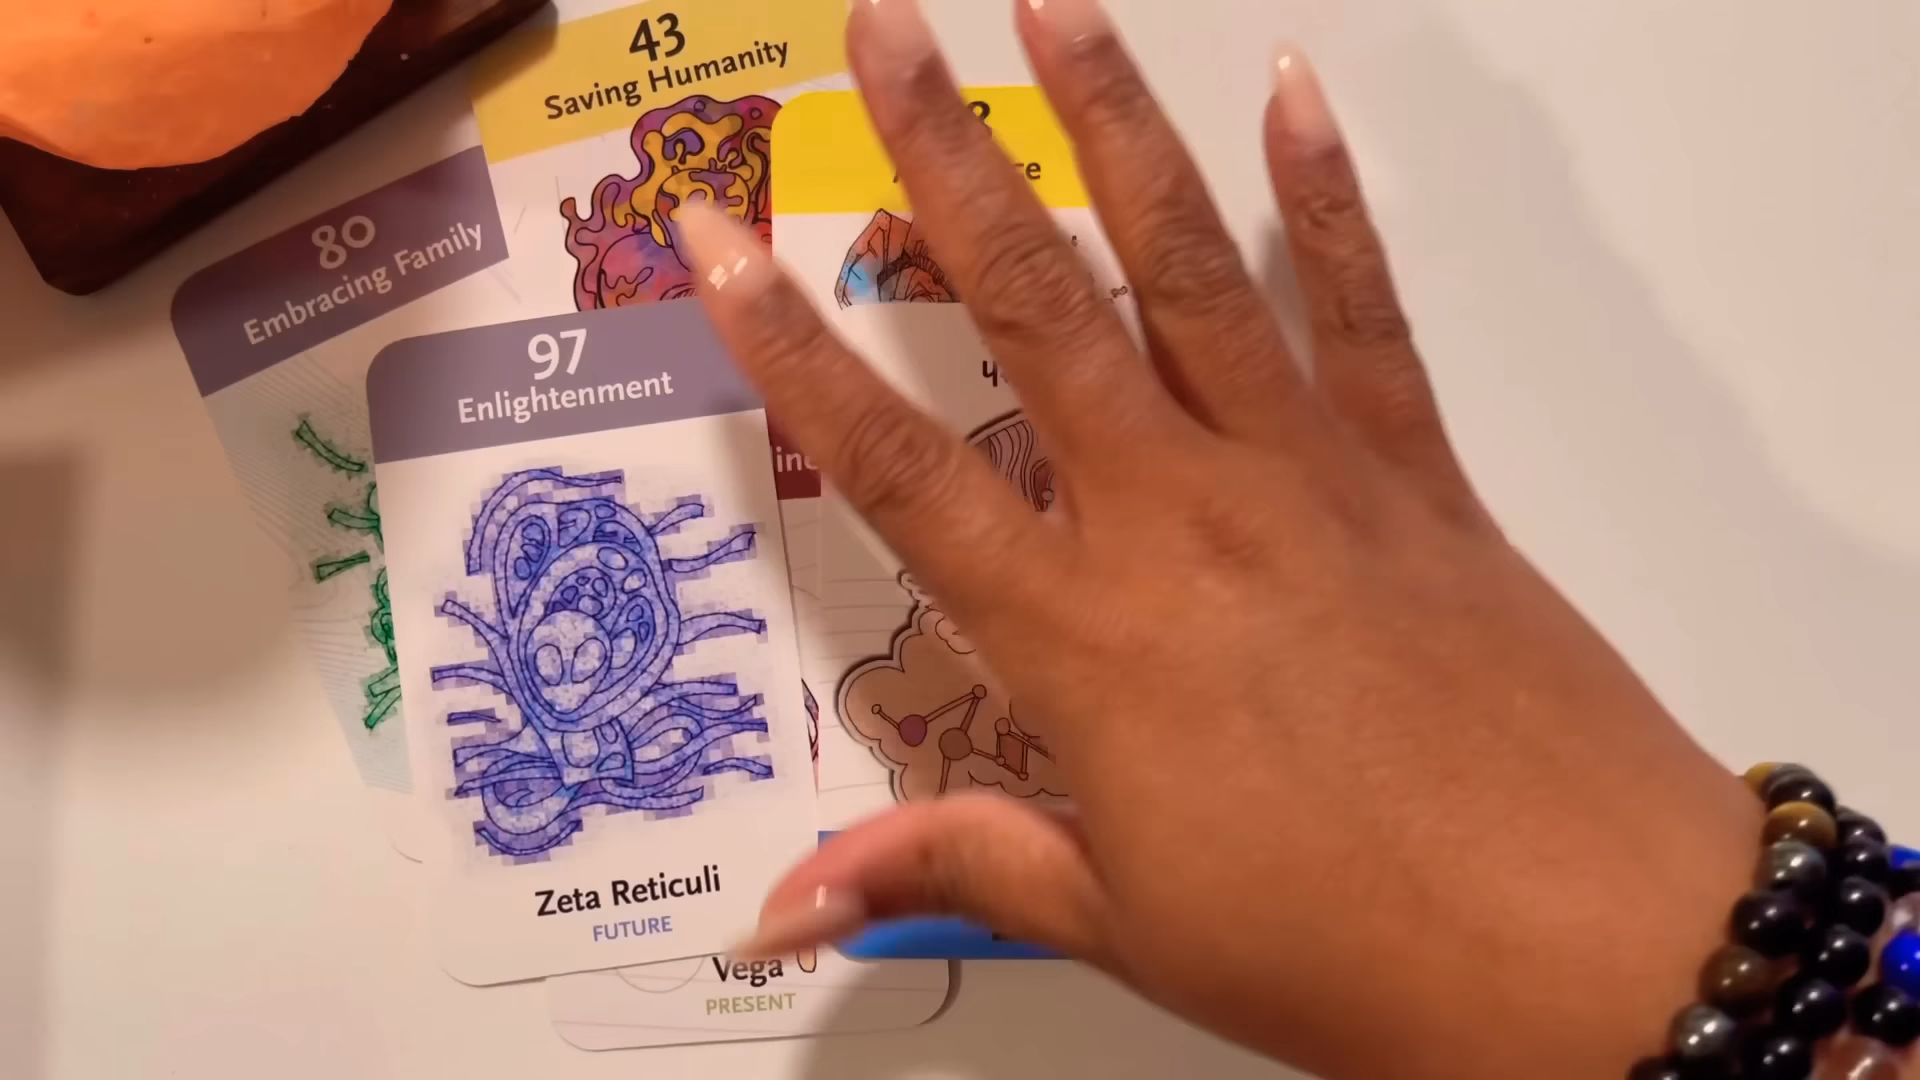 43
Saving Humanity
80
Embracing Family
97
Enlightenment
Zeta Reticuli
FUTURE
Vega
PRESENT